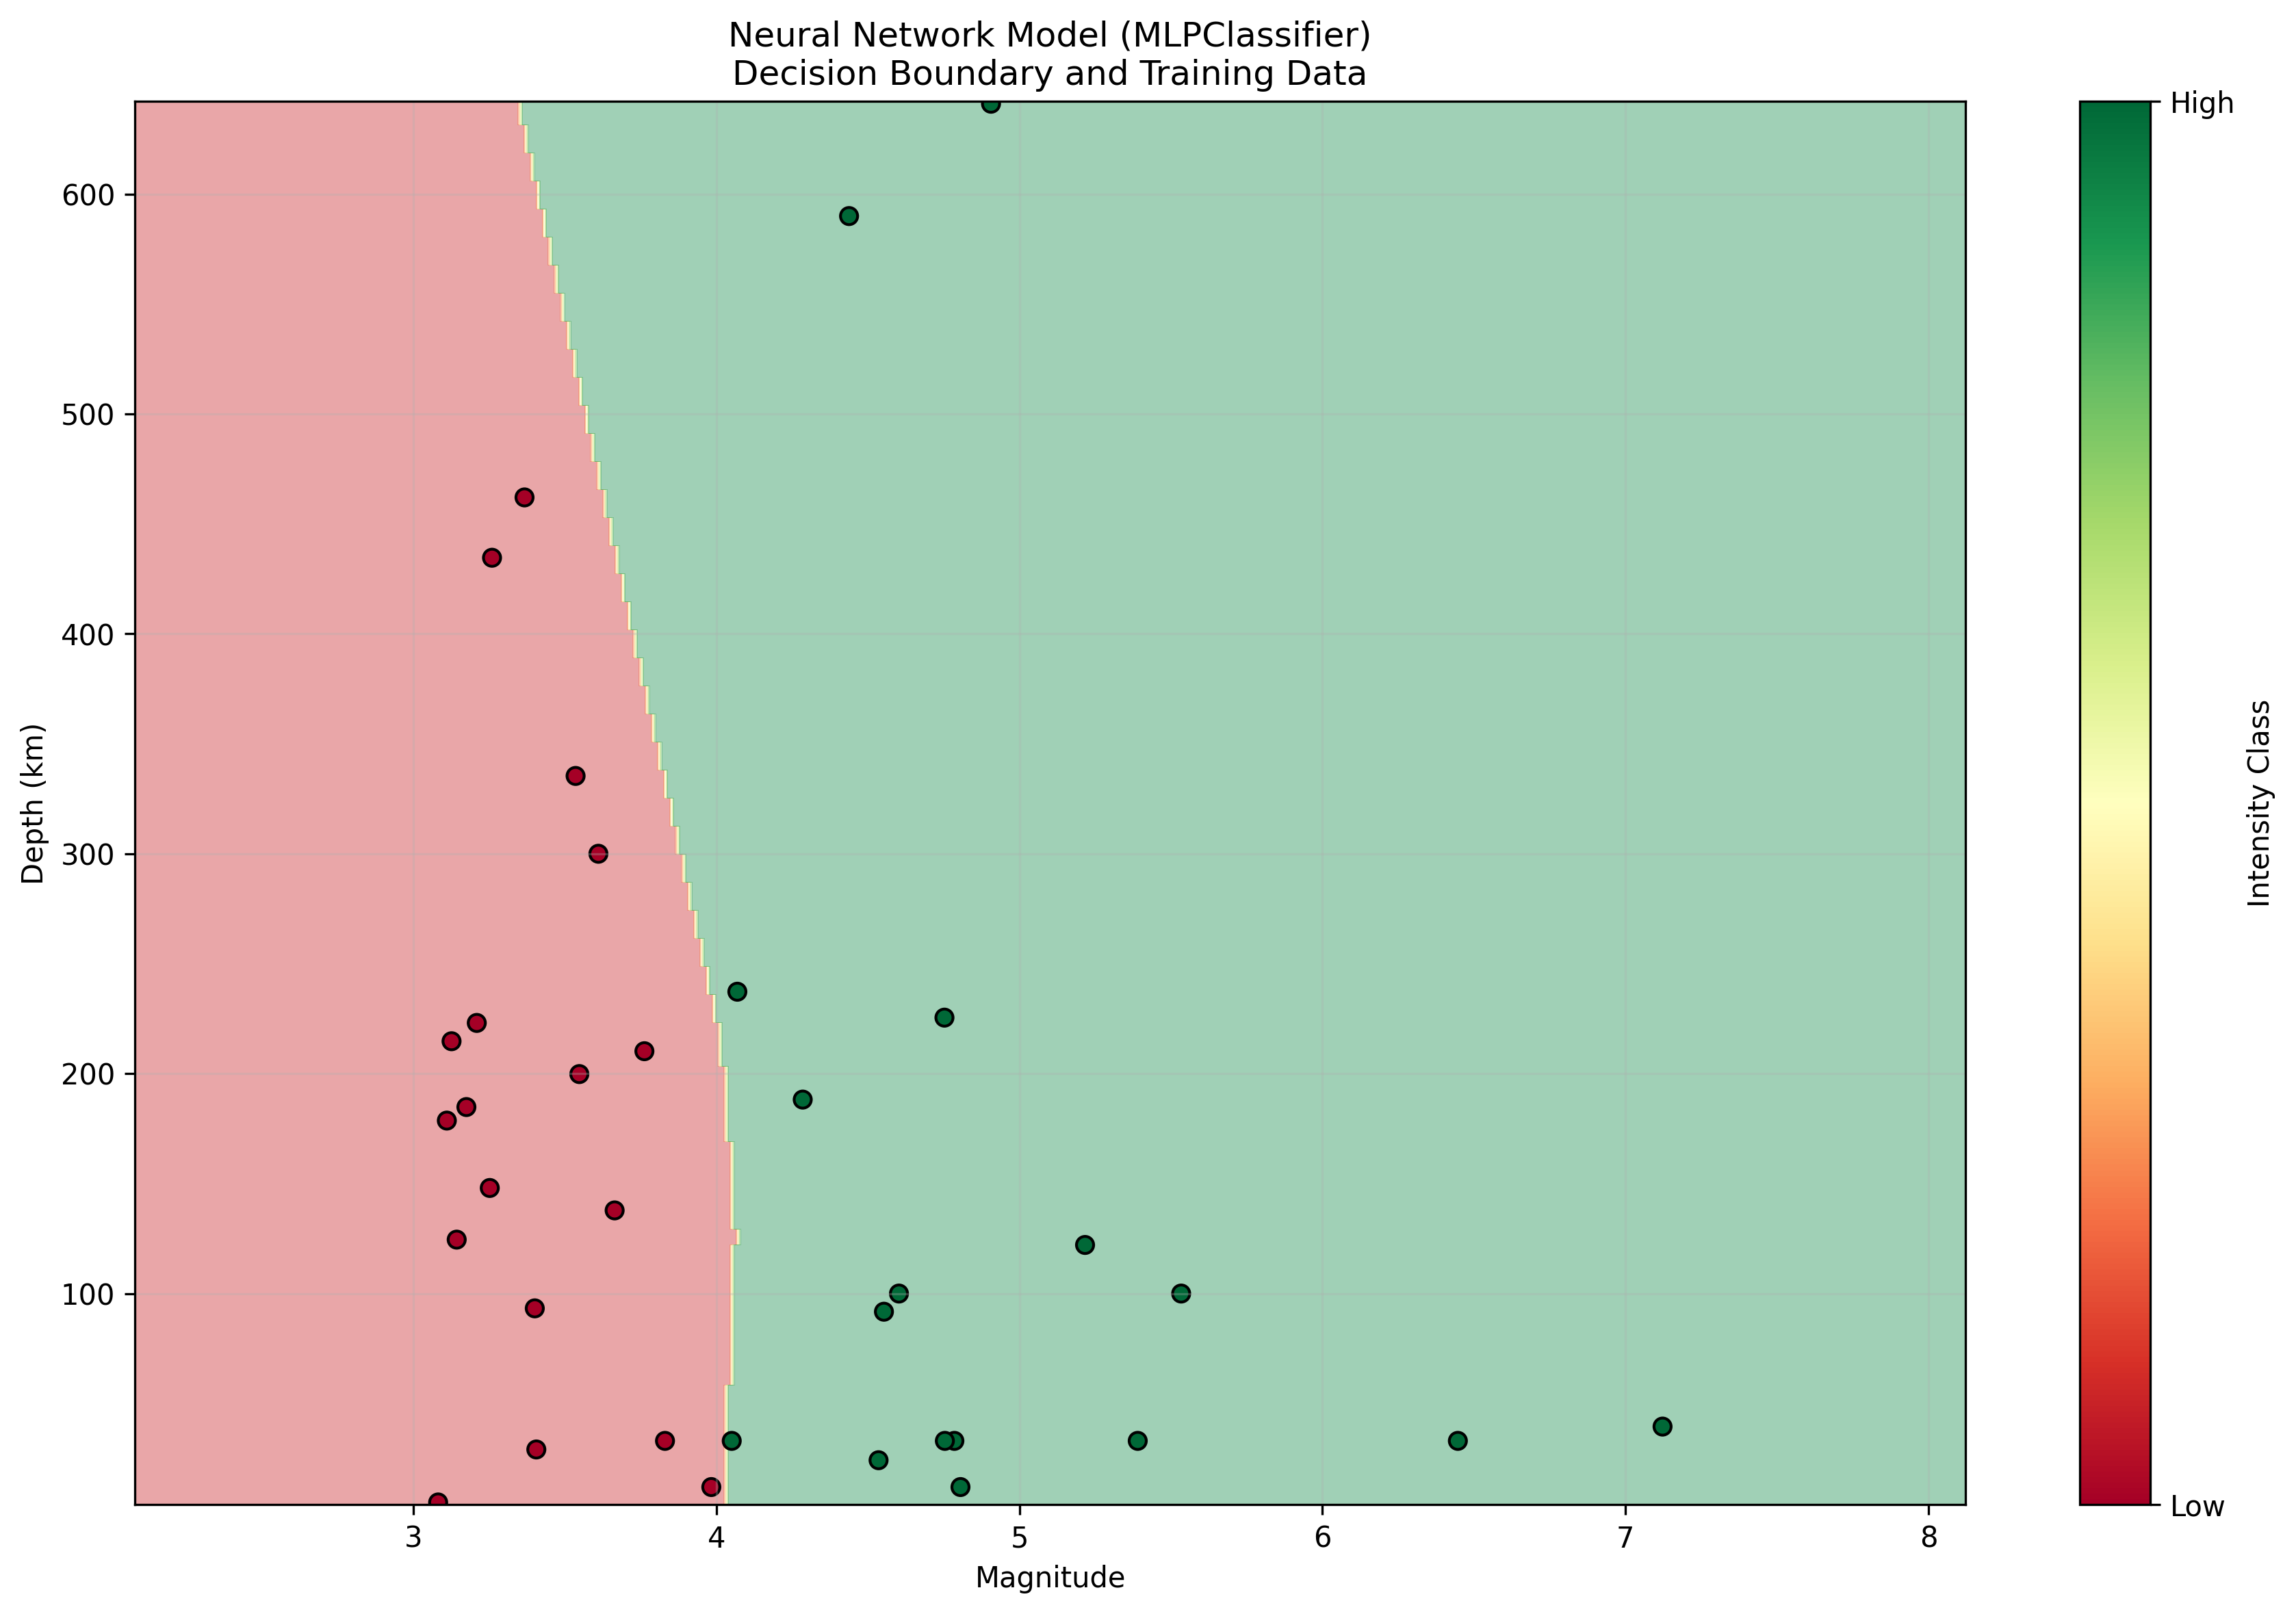 Neural Network Model (MLPClassifier)
Decision Boundary and Training Data
High
600
500
400
300
200
100
Depth (km)
Intensity Class
Low
3 4 5 6 7 8
Magnitude